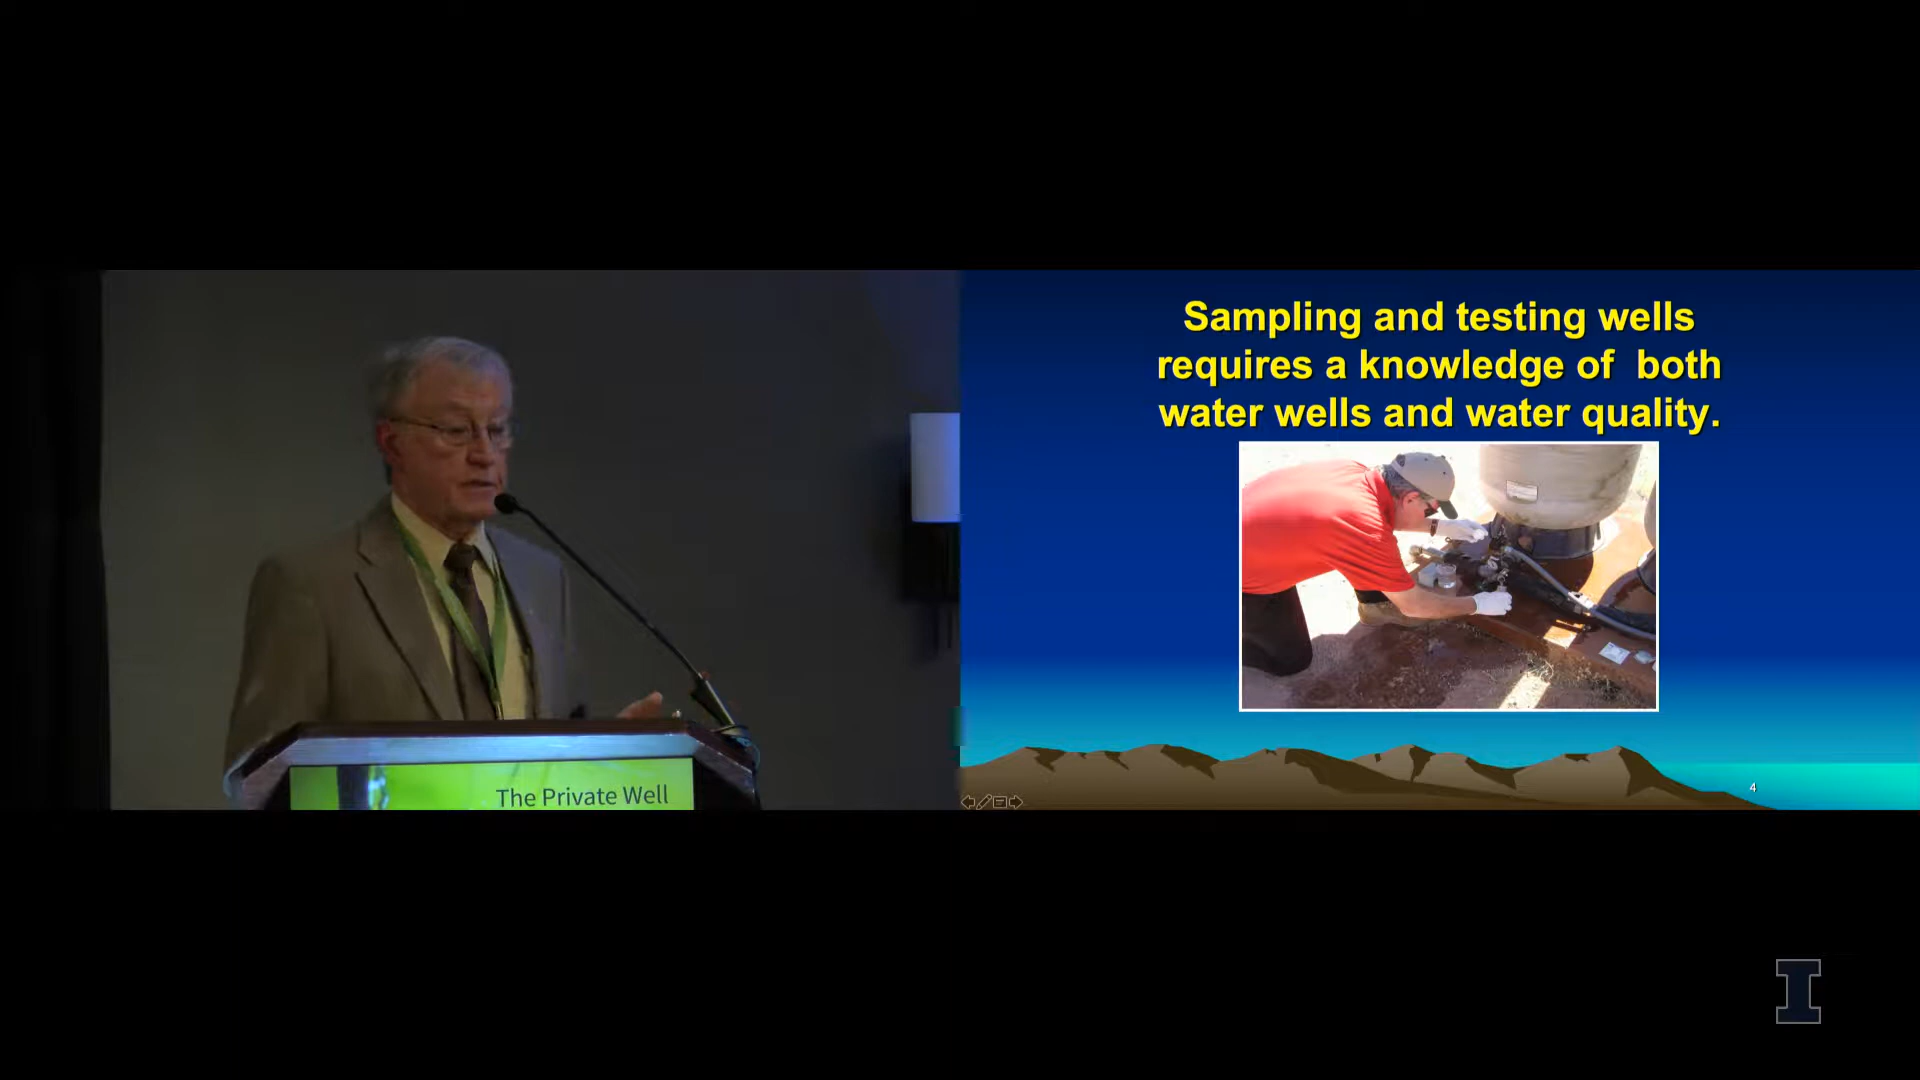 Sampling and testing wells
requires a knowledge of both
water wells and water quality.
The Private Well
4
I